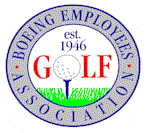 BOEING EMPLOYEES
est.
1946
GOLF
ASSOCIATION